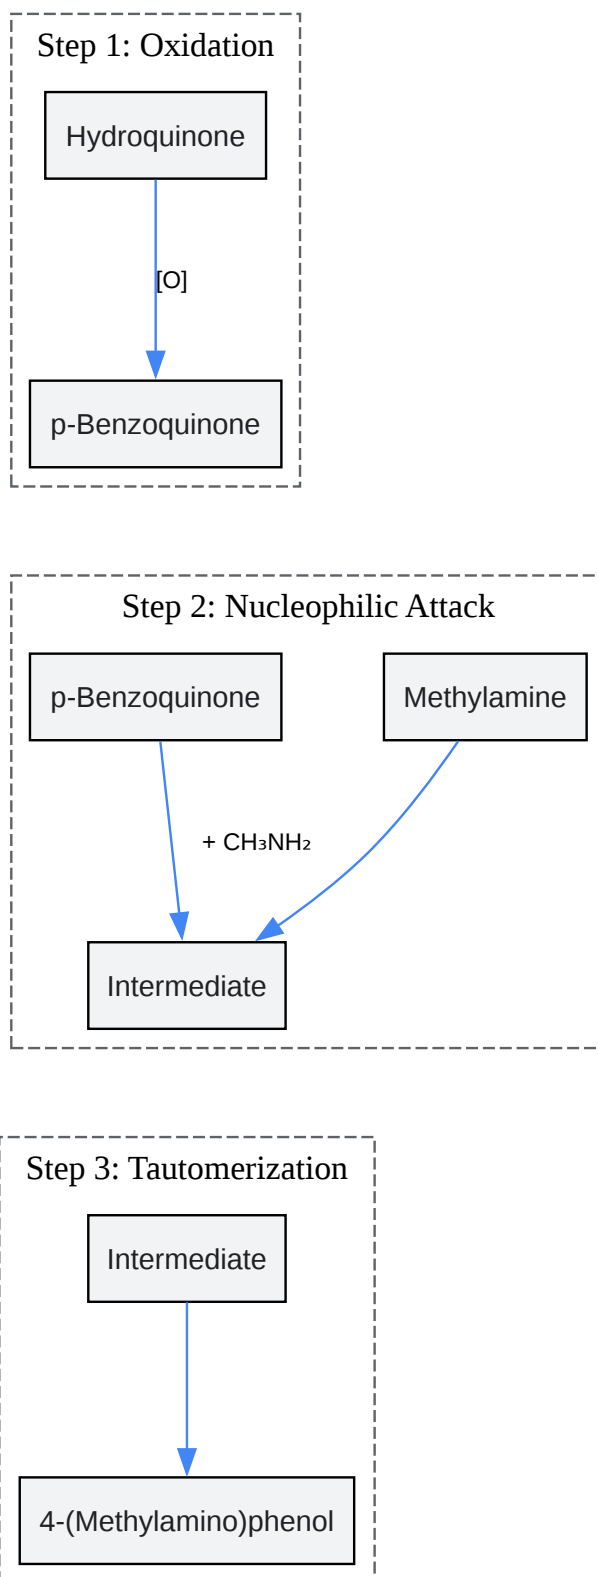 Step 1: Oxidation
Hydroquinone
[O]
p-Benzoquinone
Step 2: Nucleophilic Attack
p-Benzoquinone
Methylamine
+ CH₃NH₂
Intermediate
Step 3: Tautomerization
Intermediate
4-(Methylamino)phenol